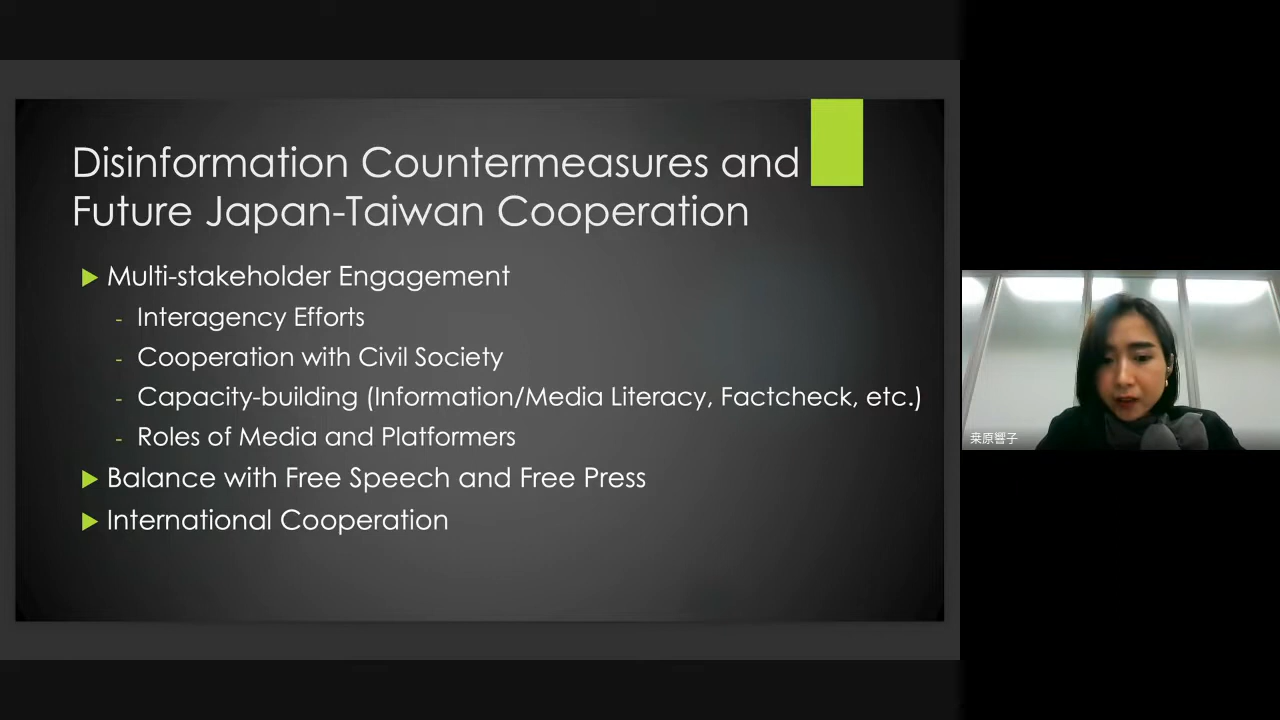 Disinformation Countermeasures and
Future Japan-Taiwan Cooperation
Multi-stakeholder Engagement
- Interagency Efforts
- Cooperation with Civil Society
- Capacity-building (Information/Media Literacy, Factcheck, etc.)
- Roles of Media and Platformers
Balance with Free Speech and Free Press
International Cooperation
桒原響子